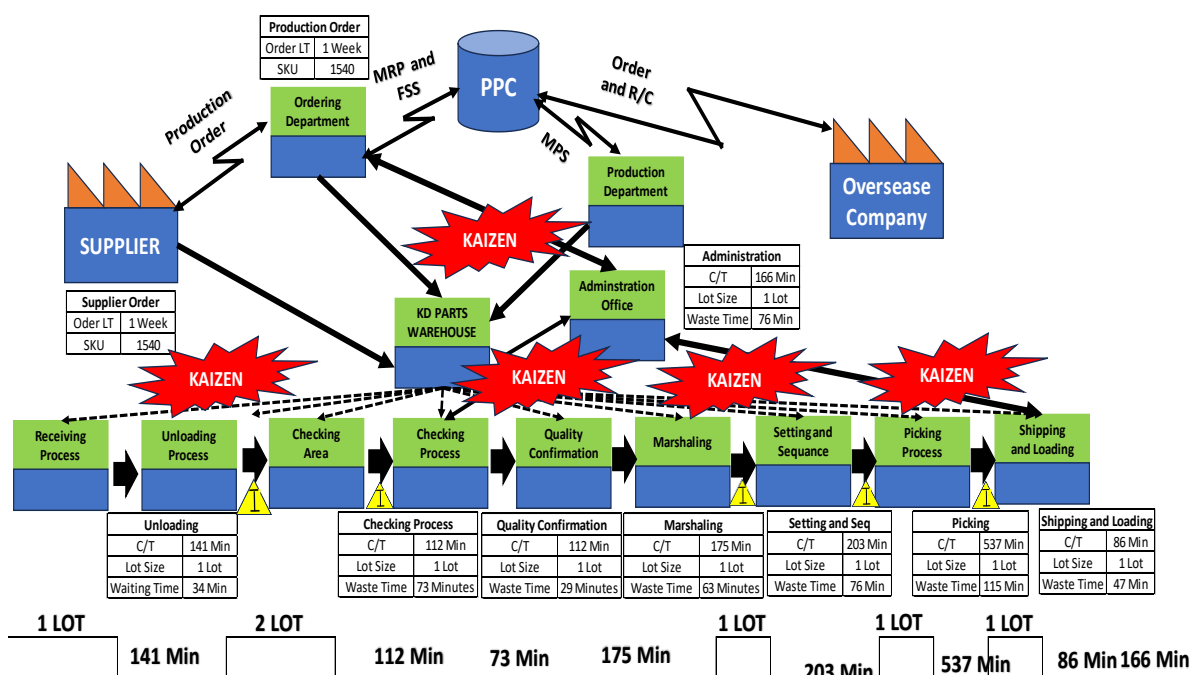 Production Order
Order LT 1 Week
SKU 1540
MRP and
FSS
PPC
Order
and R/C
Ordering
Department
Production
Order
MPS
Production
Department
Oversease
Company
SUPPLIER
KAIZEN
Administration
C/T 166 Min
Lot Size 1 Lot
Waste Time 76 Min
Adminstration
Office
Supplier Order
Oder LT 1 Week
SKU 1540
KD PARTS
WAREHOUSE
KAIZEN
KAIZEN
KAIZEN
KAIZEN
Receiving
Process
Unloading
Process
Checking
Area
Checking
Process
Quality
Confirmation
Marshaling
Setting and
Sequance
Picking
Process
Shipping
and Loading
I
I
I
I
I
Unloading
C/T 141 Min
Lot Size 1 Lot
Waiting Time 34 Min
Checking Process
C/T 112 Min
Lot Size 1 Lot
Waste Time 73 Minutes
Quality Confirmation
C/T 112 Min
Lot Size 1 Lot
Waste Time 29 Minutes
Marshaling
C/T 175 Min
Lot Size 1 Lot
Waste Time 63 Minutes
Setting and Seq
C/T 203 Min
Lot Size 1 Lot
Waste Time 76 Min
Picking
C/T 537 Min
Lot Size 1 Lot
Waste Time 115 Min
Shipping and Loading
C/T 86 Min
Lot Size 1 Lot
Waste Time 47 Min
1 LOT
141 Min
2 LOT
112 Min
73 Min
175 Min
1 LOT
203 Min
1 LOT
537 Min
1 LOT
86 Min
166 Min